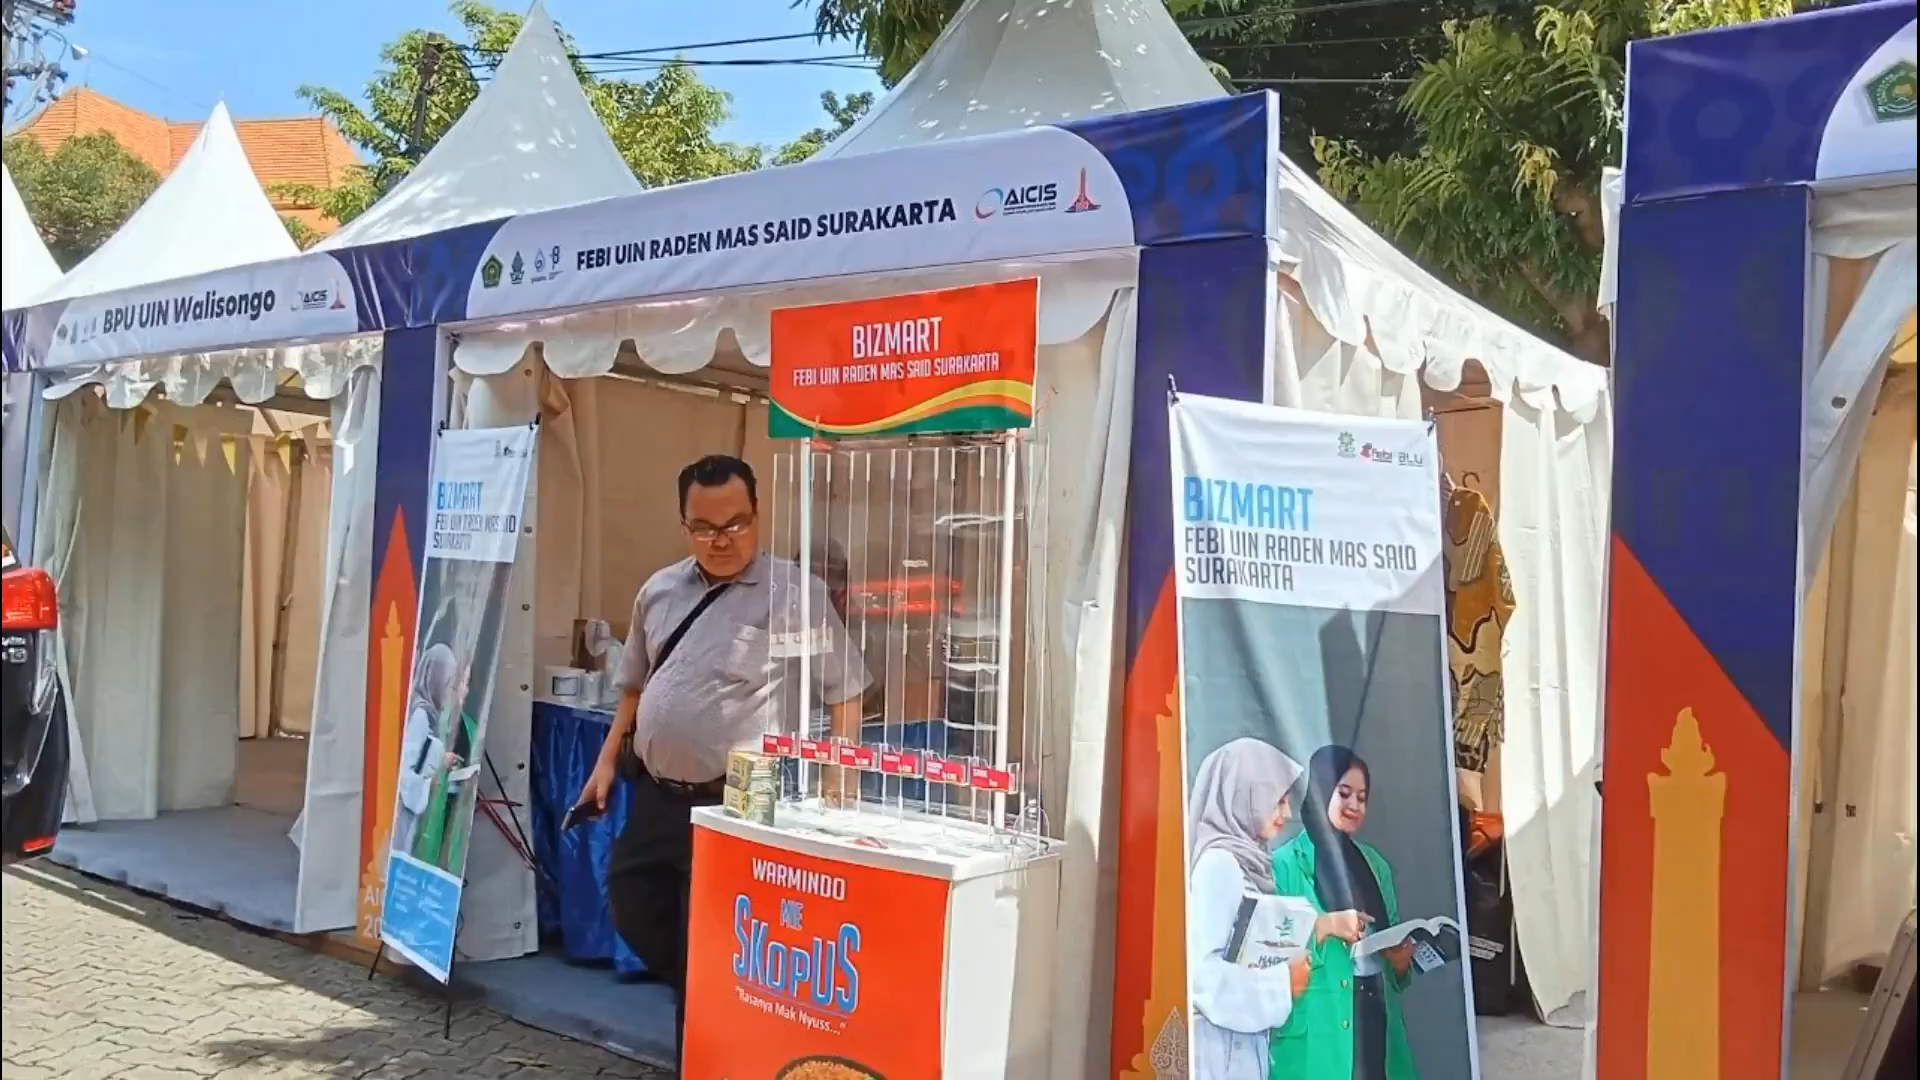 BPU UIN Walisongo
AICIS
FEBI UIN RADEN MAS SAID SURAKARTA
AICIS
BIZMART
FEBI UIN RADEN MAS SAID SURAKARTA
BIZMART
FEBI UIN RADEN MAS SAID
SURAKARTA
febi BLU
BIZMART
FEBI UIN RADEN MAS SAID
SURAKARTA
WARMINDO
MIE
SKOPUS
"Rasanya Mak Nyuss..."